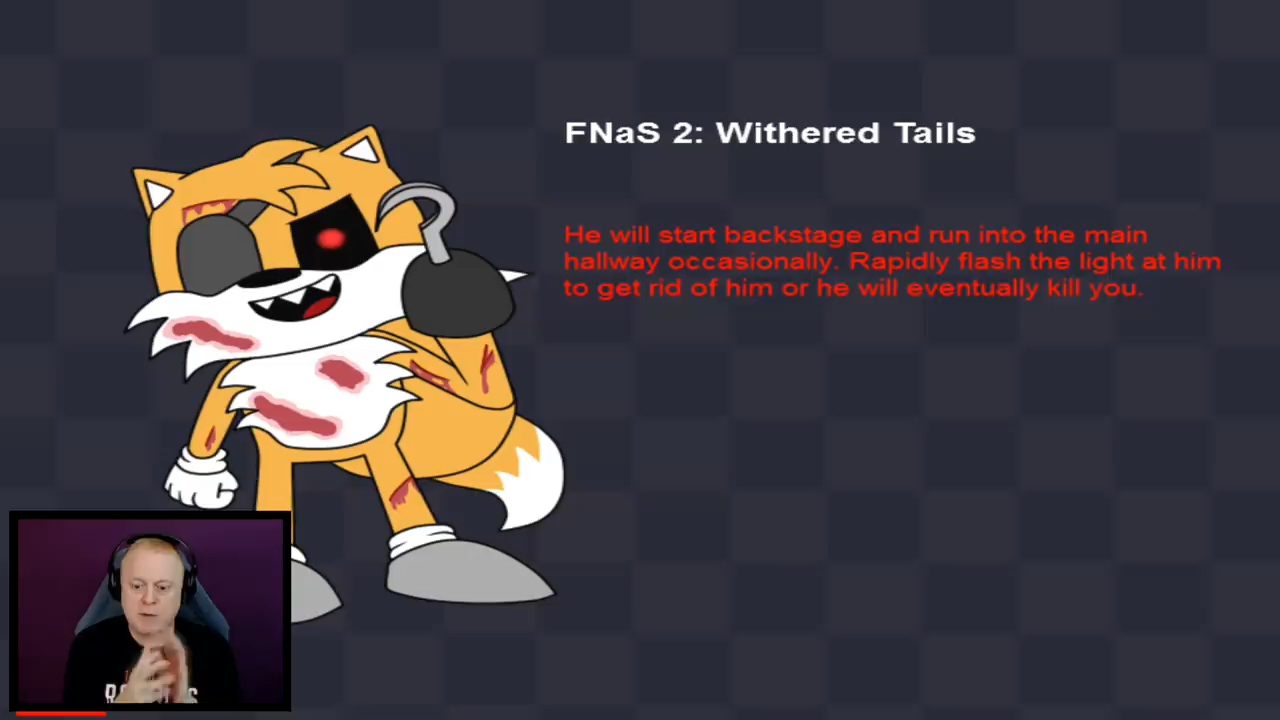 FNaS 2: Withered Tails
He will start backstage and run into the main
hallway occasionally. Rapidly flash the light at him
to get rid of him or he will eventually kill you.